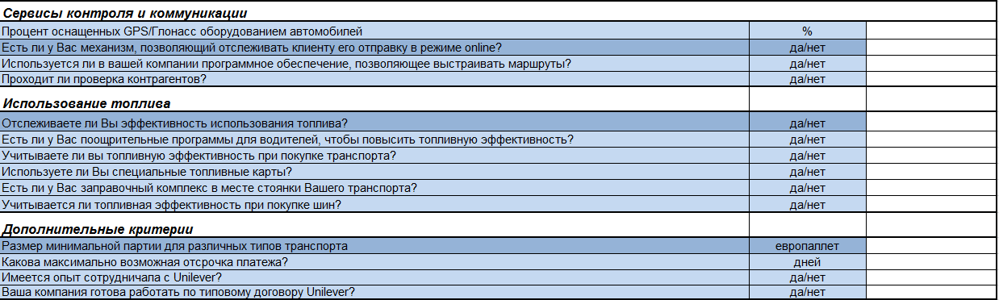 Сервисы контроля и коммуникации
Процент оснащенных GPS/Глонасс оборудованием автомобилей %
Есть ли у Вас механизм, позволяющий отслеживать клиенту его отправку в режиме online? да/нет
Используется ли в вашей компании программное обеспечение, позволяющее выстраивать маршруты? да/нет
Проходит ли проверка контрагентов? да/нет
Использование топлива
Отслеживаете ли Вы эффективность использования топлива? да/нет
Есть ли у Вас поощрительные программы для водителей, чтобы повысить топливную эффективность? да/нет
Учитываете ли вы топливную эффективность при покупке транспорта? да/нет
Используете ли Вы специальные топливные карты? да/нет
Есть ли у Вас заправочный комплекс в месте стоянки Вашего транспорта? да/нет
Учитывается ли топливная эффективность при покупке шин? да/нет
Дополнительные критерии
Размер минимальной партии для различных типов транспорта европаллет
Какова максимально возможная отсрочка платежа? дней
Имеется опыт сотрудничала с Unilever? да/нет
Ваша компания готова работать по типовому договору Unilever? да/нет